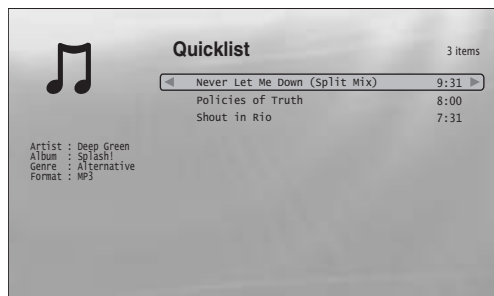 Quicklist
3 items
Never Let Me Down (Split Mix) 9:31
Policies of Truth 8:00
Shout in Rio 7:31
Artist : Deep Green
Album : Splash!
Genre : Alternative
Format : MP3